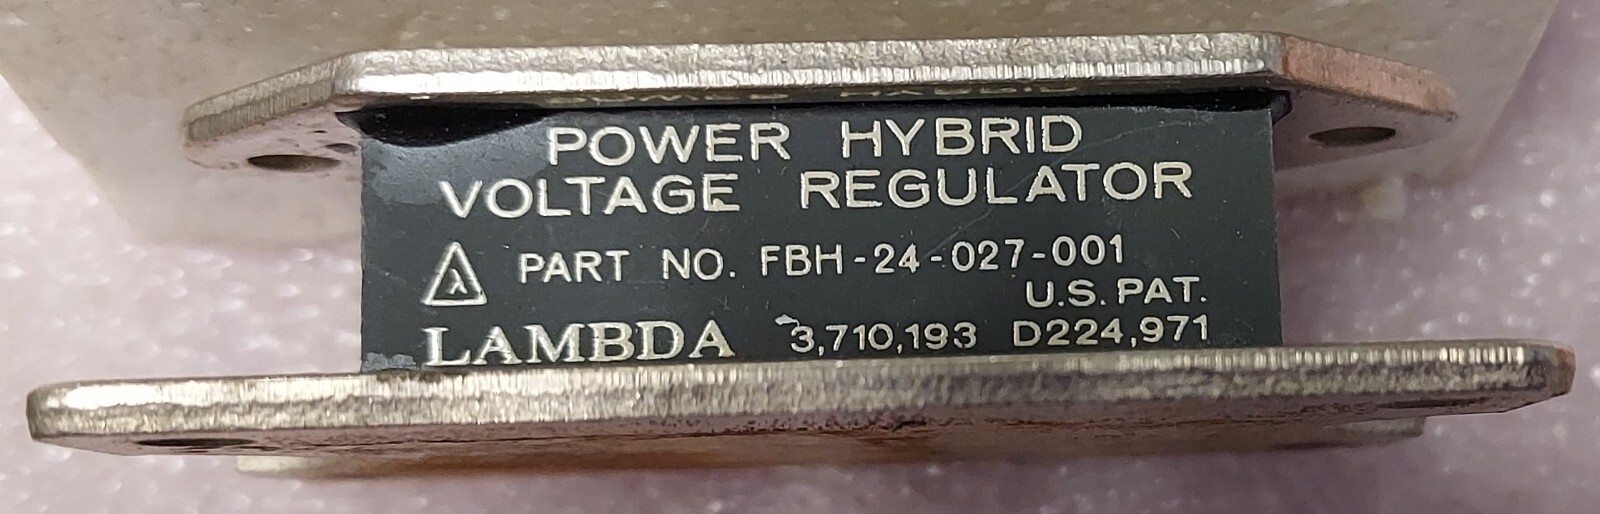 POWER HYBRID
VOLTAGE REGULATOR
λ PART NO. FBH-24-027-001
U.S. PAT.
LAMBDA 3,710,193 D224,971